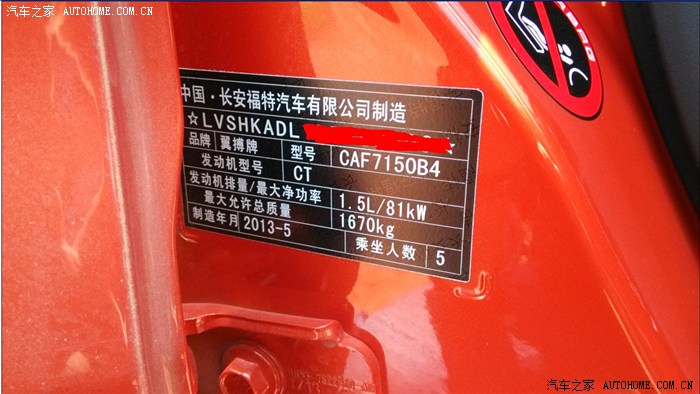 汽车之家 AUTOHOME.COM.CN
中国·长安福特汽车有限公司制造
☆LVSHKADL
品牌 翼搏牌 型号 CAF7150B4
发动机型号 CT
发动机排量/最大净功率 1.5L/81kW
最大允许总质量 1670kg
制造年月 2013-5 乘坐人数 5
汽车之家 AUTOHOME.COM.CN